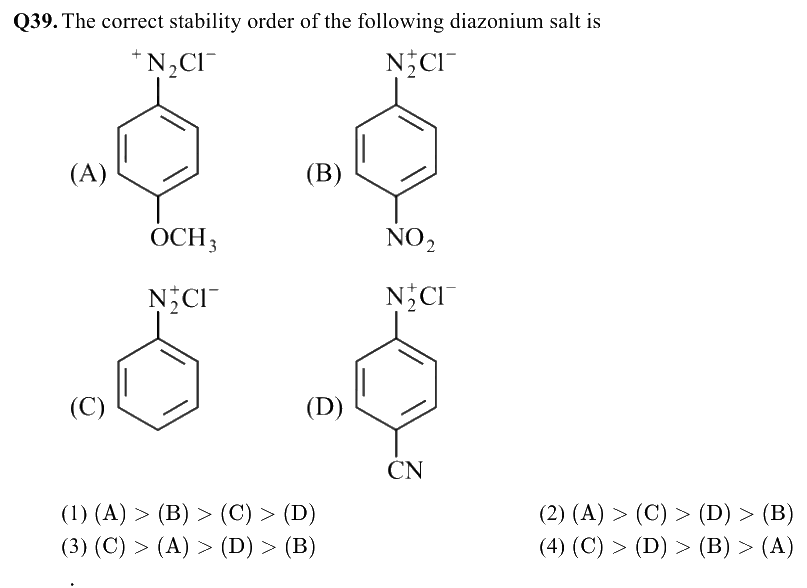 Q39. The correct stability order of the following diazonium salt is
⁺N₂Cl⁻ N₂⁺Cl⁻
(A) (B)
OCH₃ NO₂
N₂⁺Cl⁻ N₂⁺Cl⁻
(C) (D)
CN
(1) (A) > (B) > (C) > (D) (2) (A) > (C) > (D) > (B)
(3) (C) > (A) > (D) > (B) (4) (C) > (D) > (B) > (A)
.